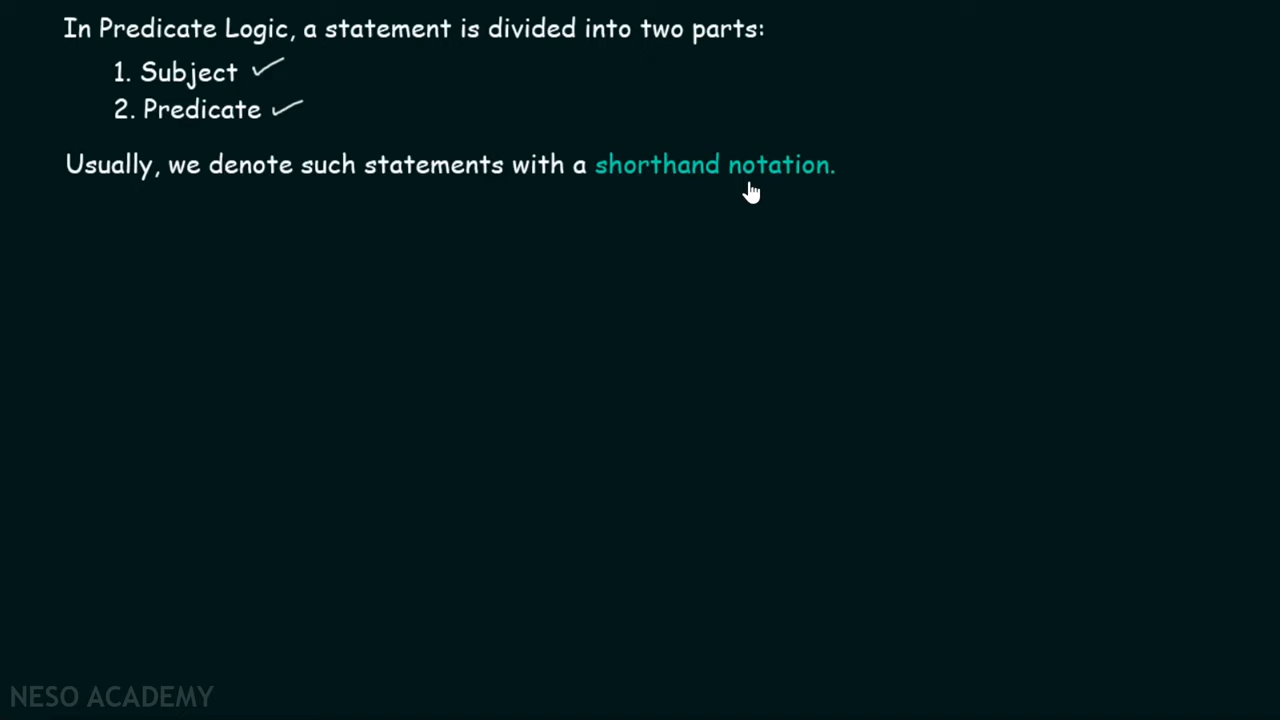 In Predicate Logic, a statement is divided into two parts:
1. Subject
2. Predicate
Usually, we denote such statements with a shorthand notation.
NESO ACADEMY